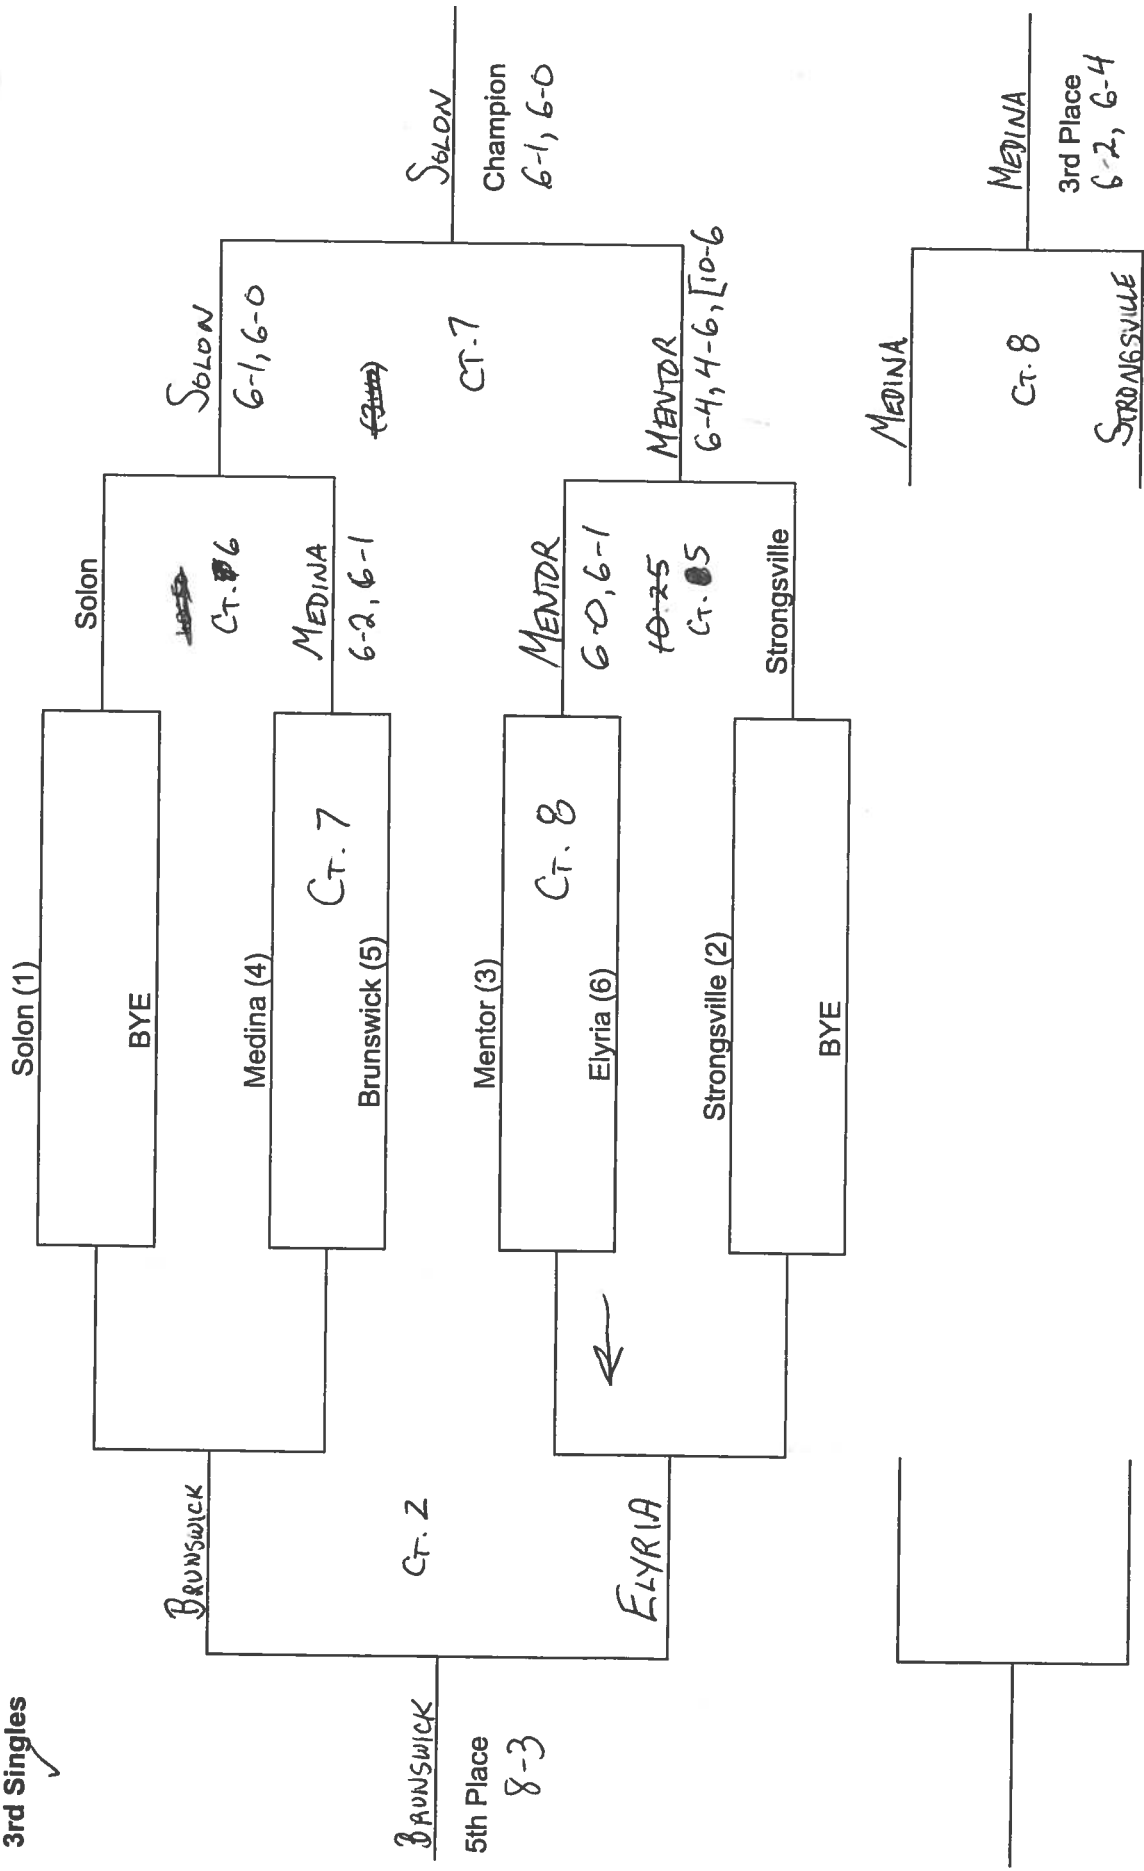 3rd Singles
Solon (1)
BYE
Medina (4)
Ct. 7
Brunswick (5)
Mentor (3)
Ct. 8
Elyria (6)
Strongsville (2)
BYE
Solon
Ct. 6
MEDINA
6-2, 6-1
MENTOR
6-0, 6-1
10:25
Ct. 5
Strongsville
SOLON
6-1, 6-0
CT. 7
MENTOR
6-4, 4-6, [10-6
SOLON
Champion
6-1, 6-0
MEDINA
Ct. 8
STRONGSVILLE
MEDINA
3rd Place
6-2, 6-4
BRUNSWICK
Ct. 2
ELYRIA
BRUNSWICK
5th Place
8-3